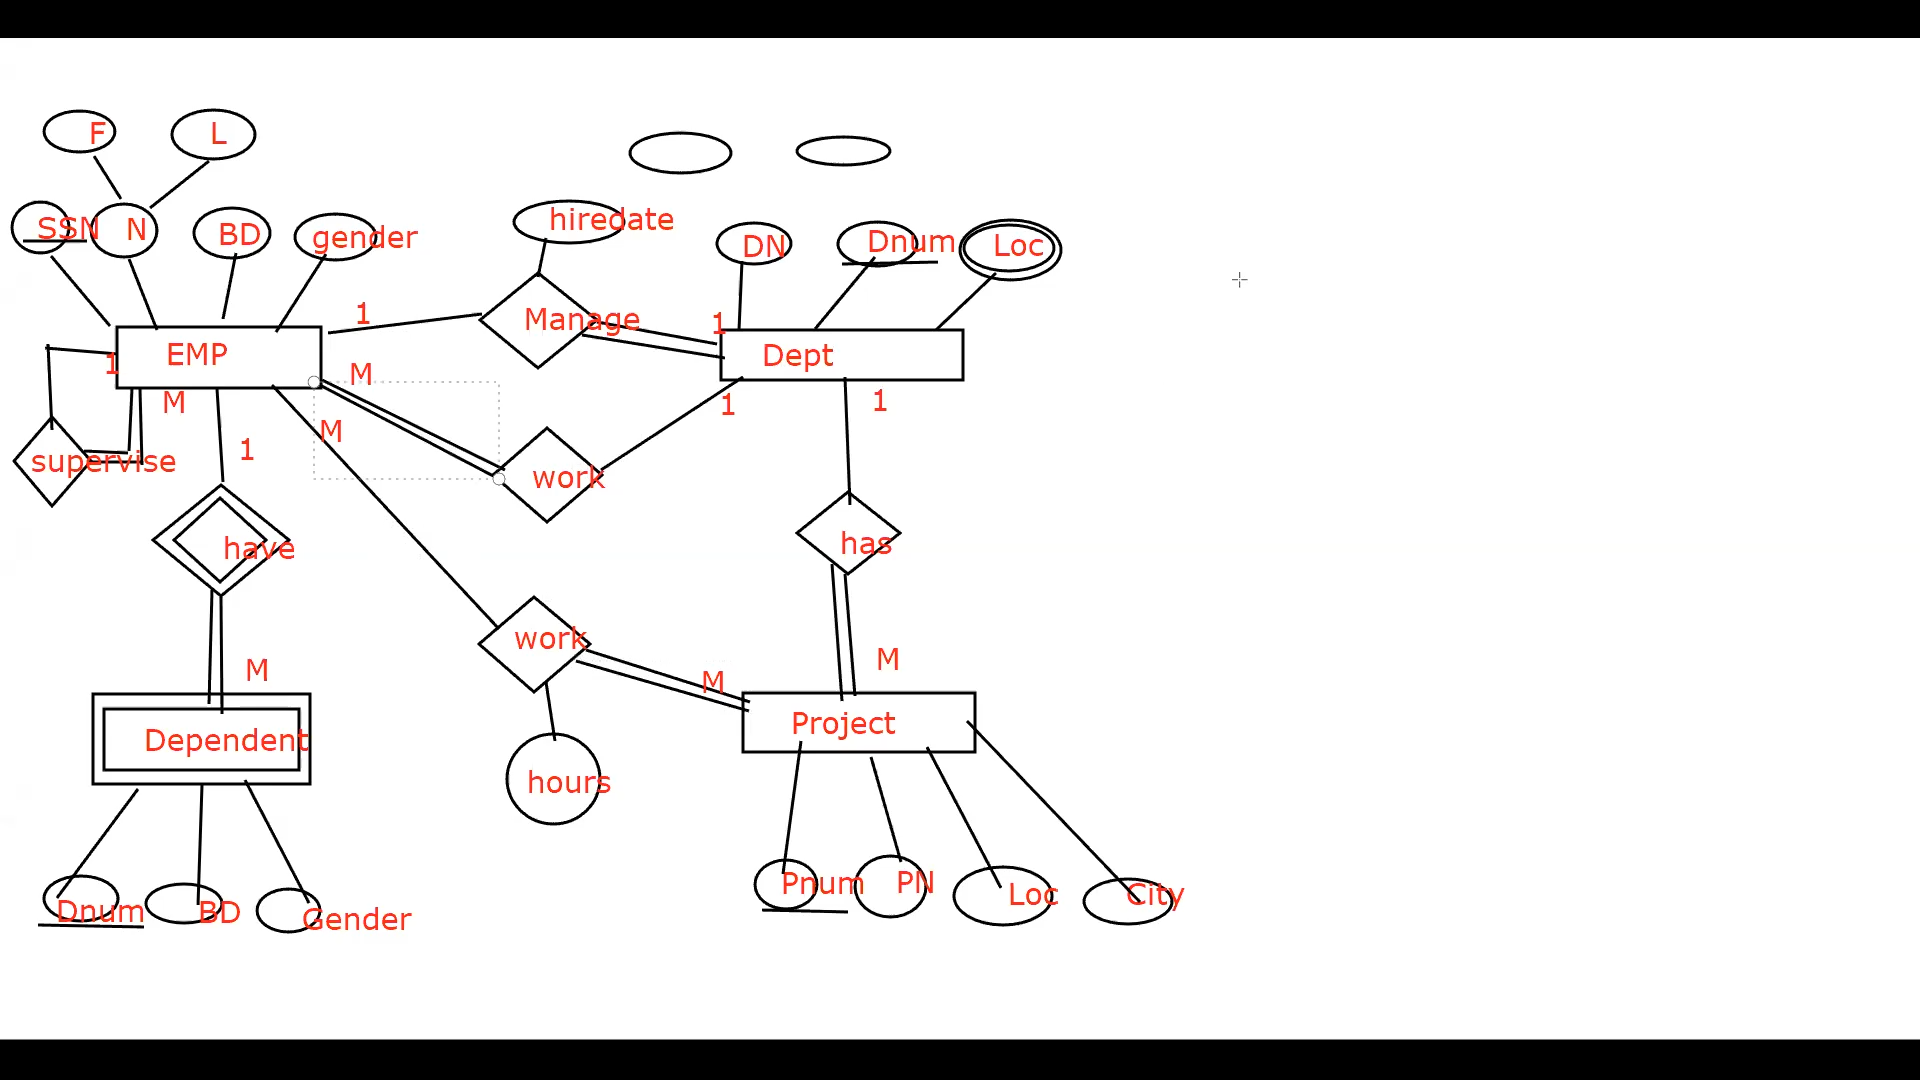 F
L
SSN
N
BD
gender
hiredate
DN
Dnum
Loc
1
Manage
1
EMP
Dept
1
M
M
1
1
M
1
supervise
work
have
has
work
M
M
M
Project
Dependent
hours
Pnum
PN
Loc
City
Dnum
BD
Gender